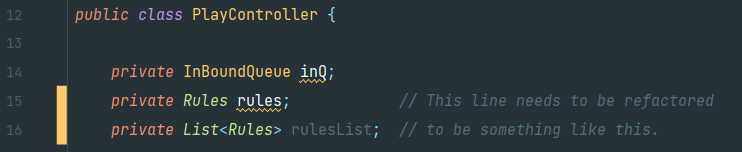 12 public class PlayController {
13
14 private InBoundQueue inQ;
15 private Rules rules; // This line needs to be refactored
16 private List<Rules> rulesList; // to be something like this.